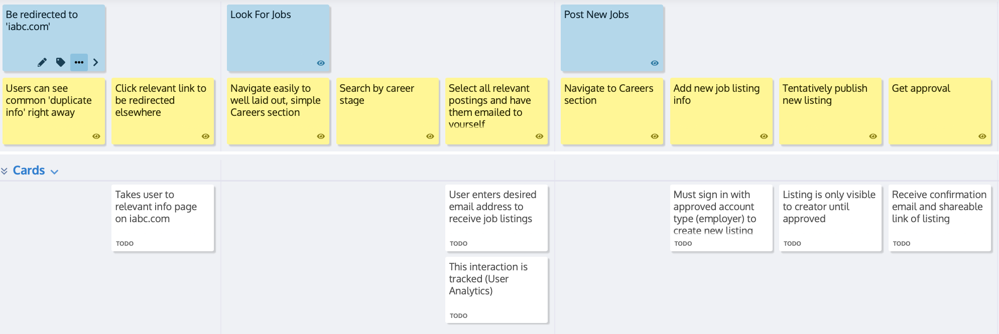 Be redirected to
'iabc.com'
Look For Jobs
Post New Jobs
Users can see
common 'duplicate
info' right away
Click relevant link to
be redirected
elsewhere
Navigate easily to
well laid out, simple
Careers section
Search by career
stage
Select all relevant
postings and have
them emailed to
yourself
Navigate to Careers
section
Add new job listing
info
Tentatively publish
new listing
Get approval
Cards
Takes user to
relevant info page
on iabc.com
TODO
User enters desired
email address to
receive job listings
TODO
This interaction is
tracked (User
Analytics)
TODO
Must sign in with
approved account
type (employer) to
create new listing
TODO
Listing is only visible
to creator until
approved
TODO
Receive confirmation
email and shareable
link of listing
TODO